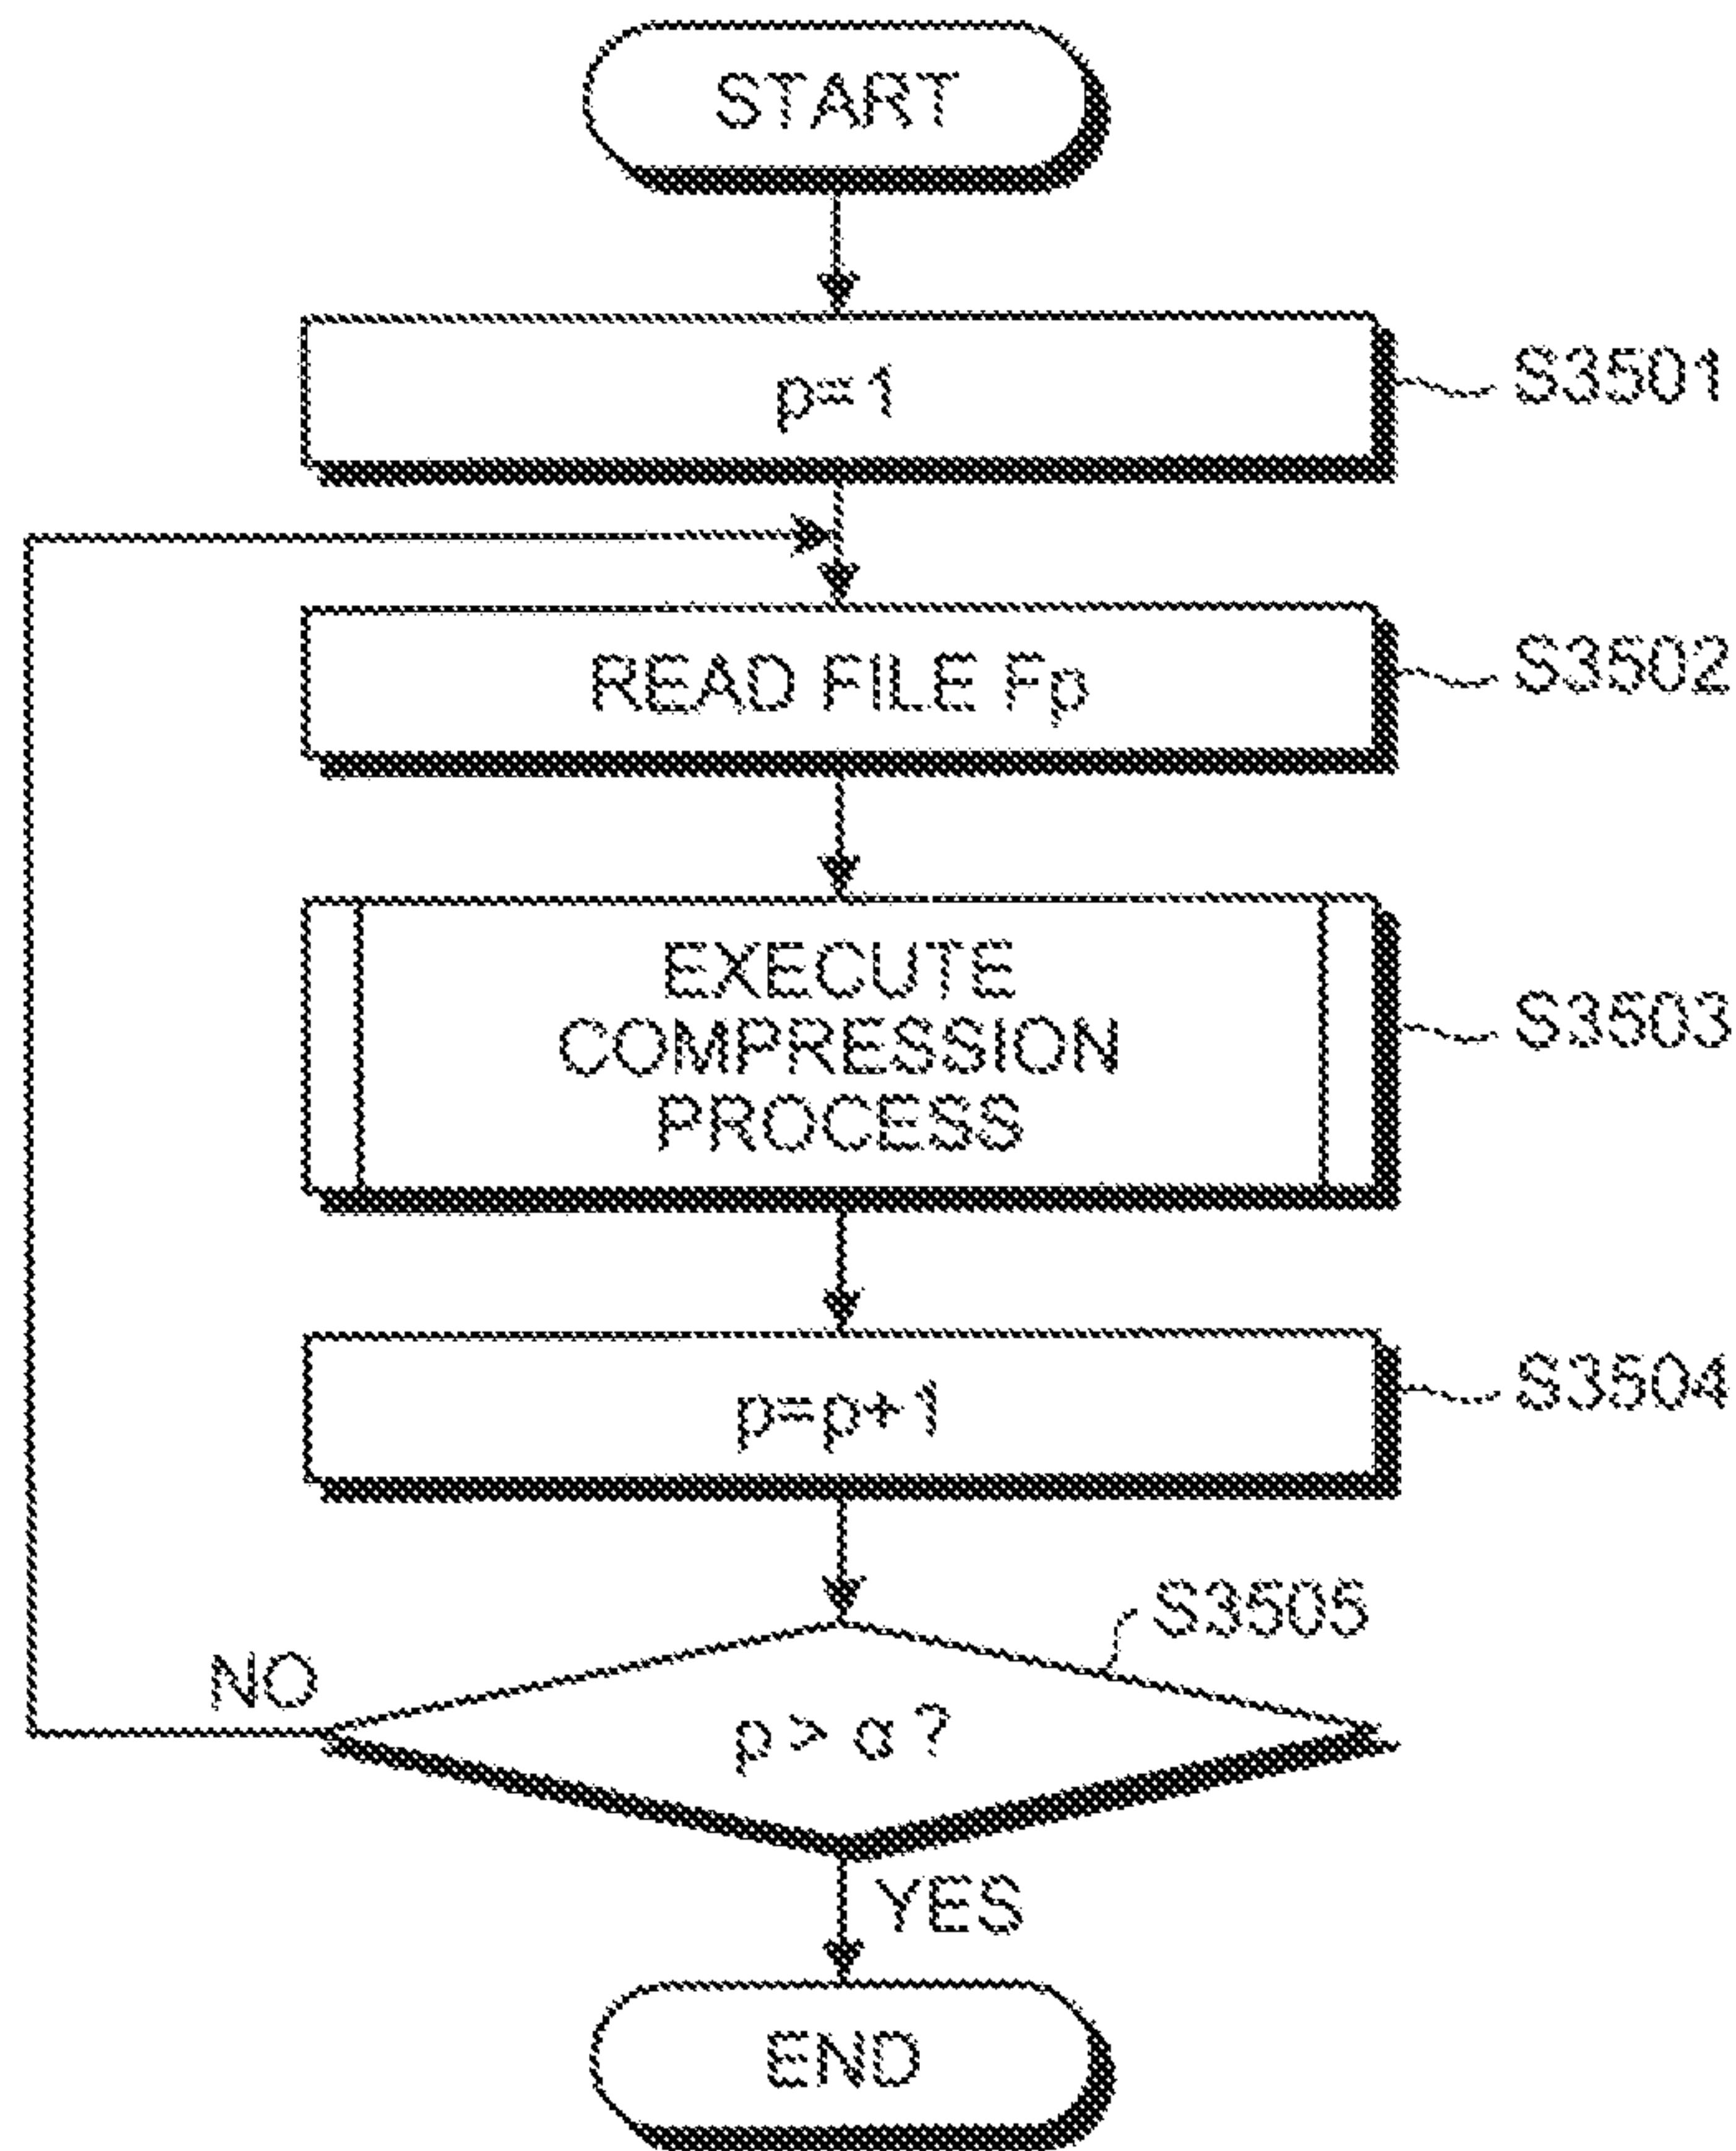 START
p=1
S3501
READ FILE Fp
S3502
EXECUTE
COMPRESSION
PROCESS
S3503
p=p+1
S3504
S3505
NO
p > α ?
YES
END